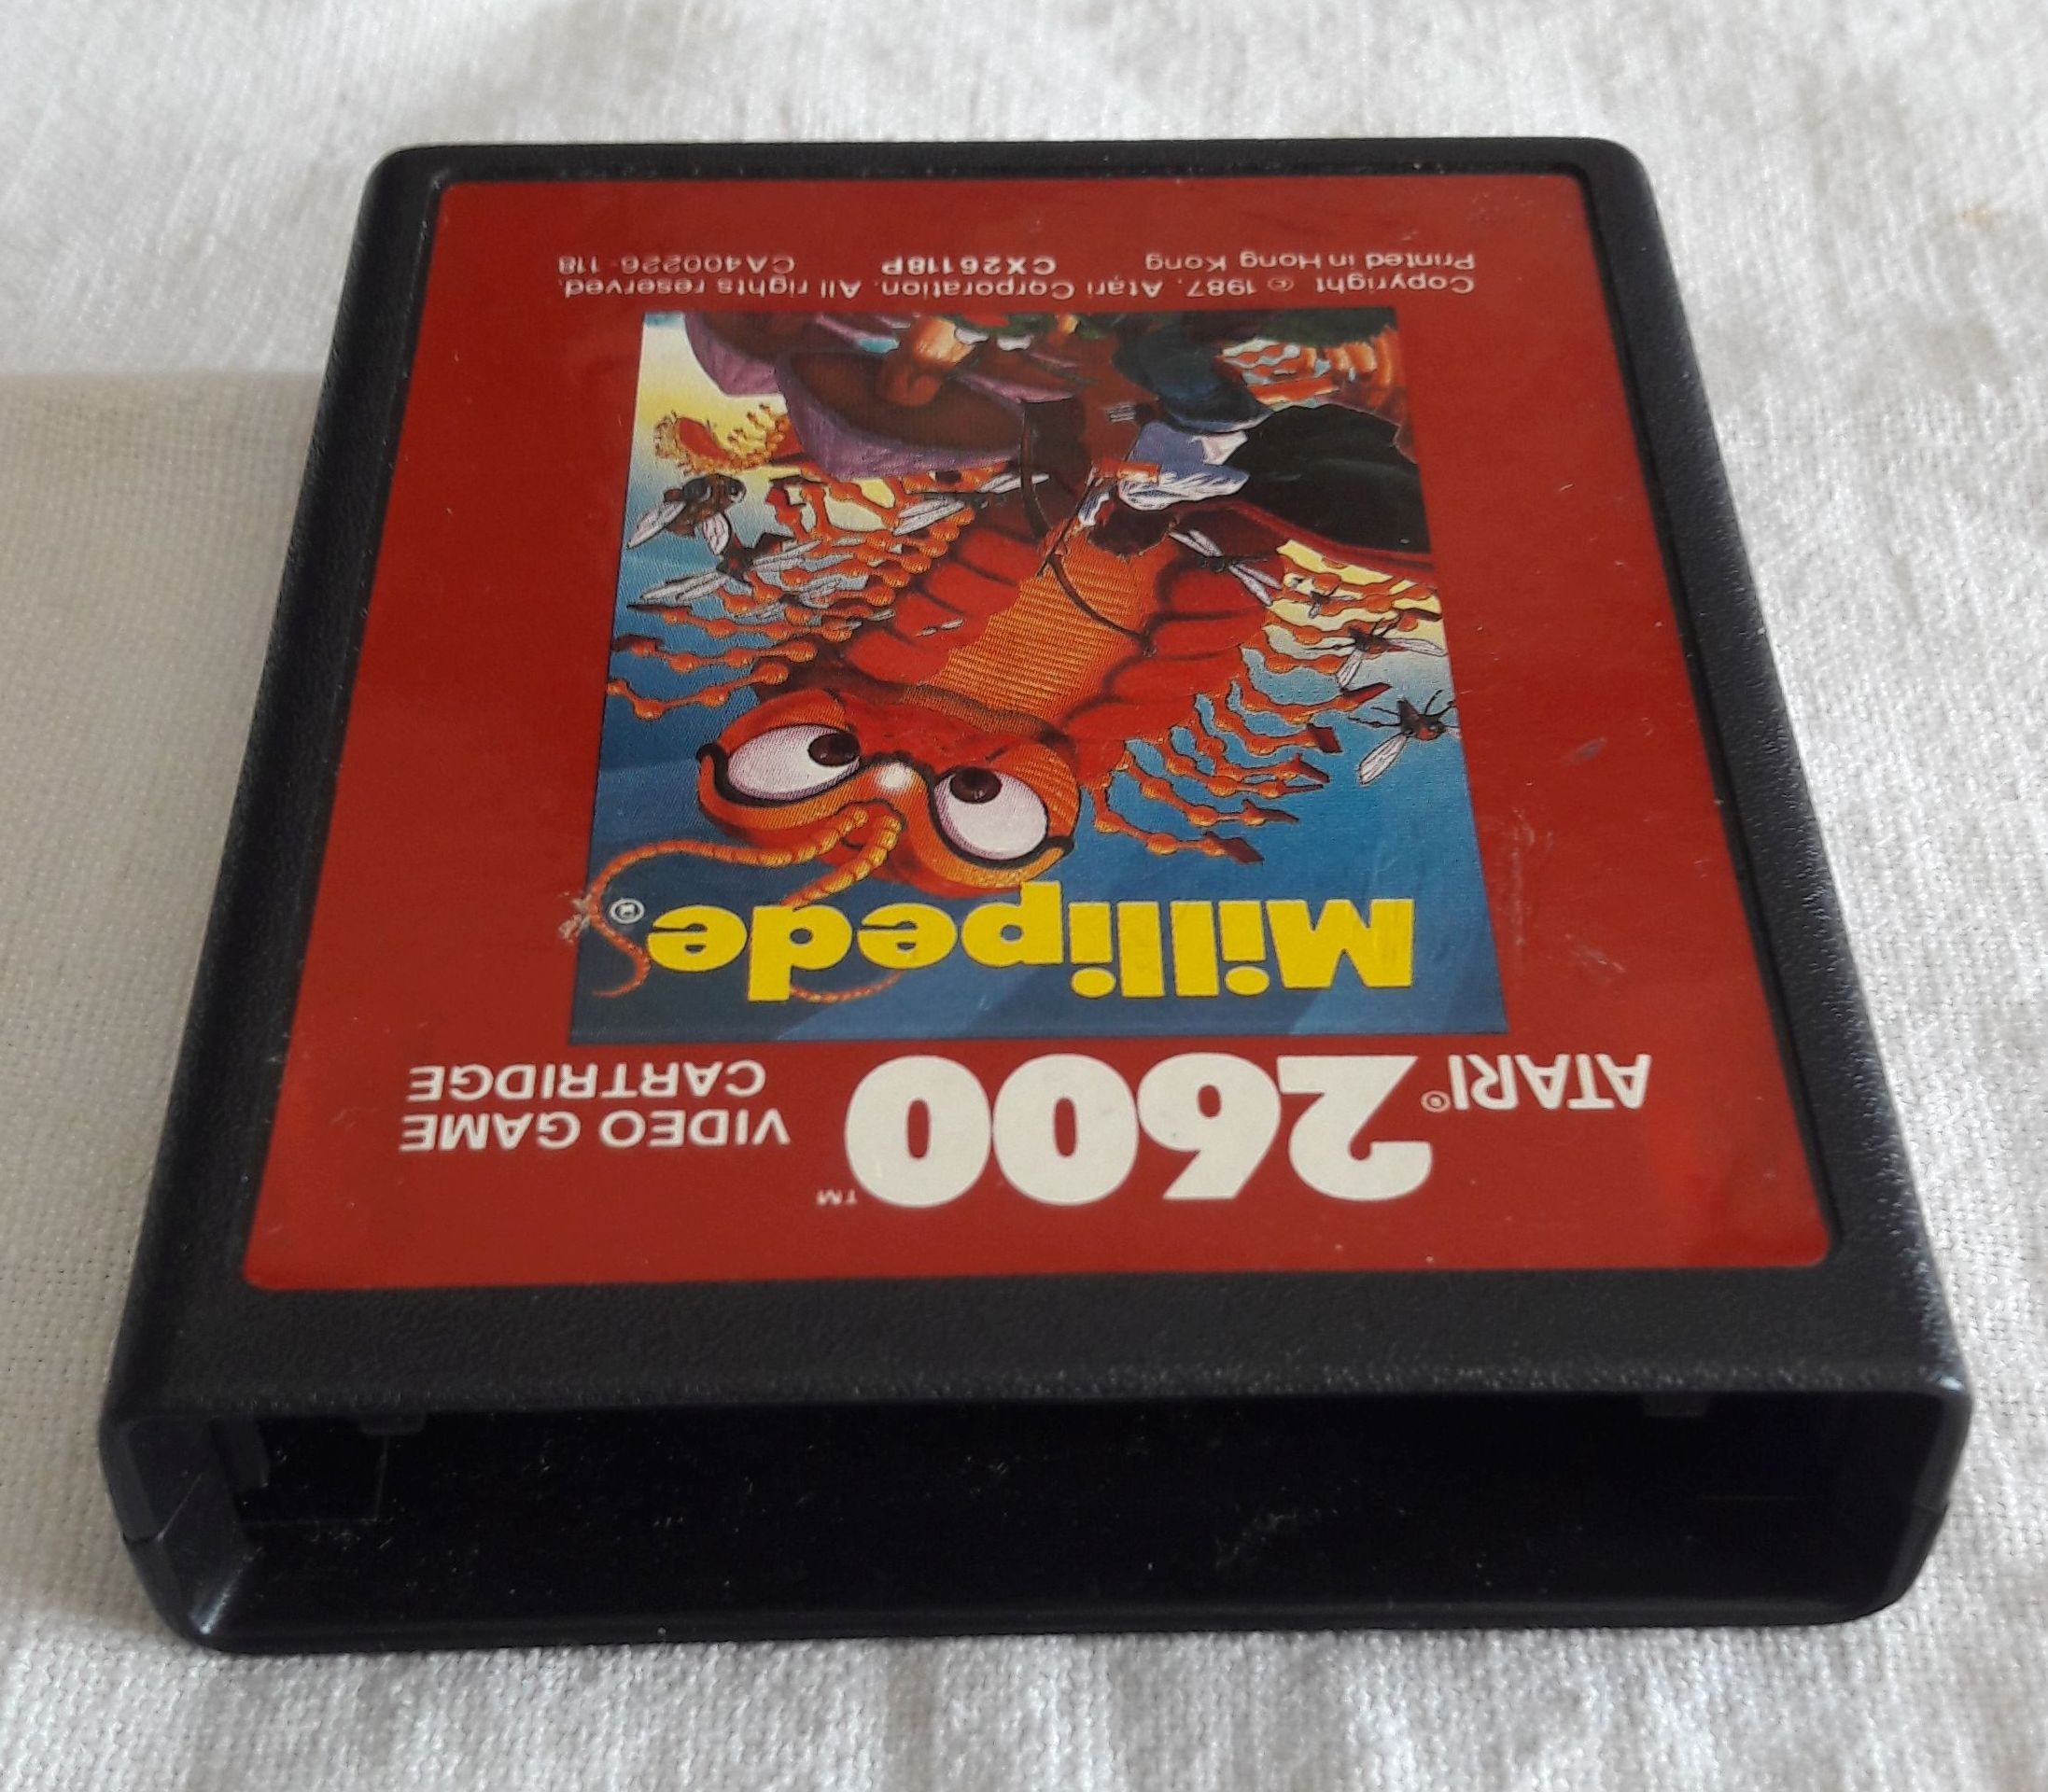 ATARI® 2600™ VIDEO GAME
CARTRIDGE
Millipede®
Copyright © 1987, Atari Corporation. All rights reserved.
Printed in Hong Kong CX26118P CA400226-118